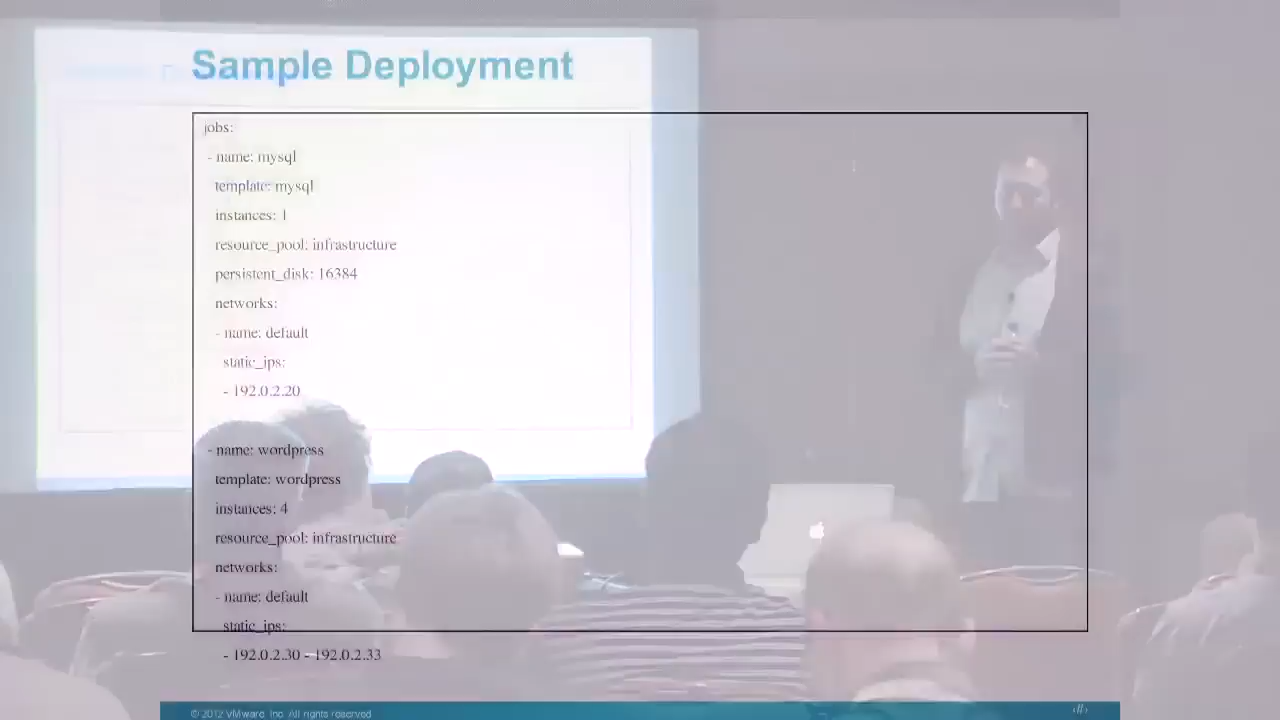 Sample Deployment
jobs:
- name: mysql
template: mysql
instances: 1
resource_pool: infrastructure
persistent_disk: 16384
networks:
- name: default
static_ips:
- 192.0.2.20
- name: wordpress
template: wordpress
instances: 4
resource_pool: infrastructure
networks:
- name: default
static_ips:
- 192.0.2.30 - 192.0.2.33
© 2012 VMware, Inc. All rights reserved
‹#›